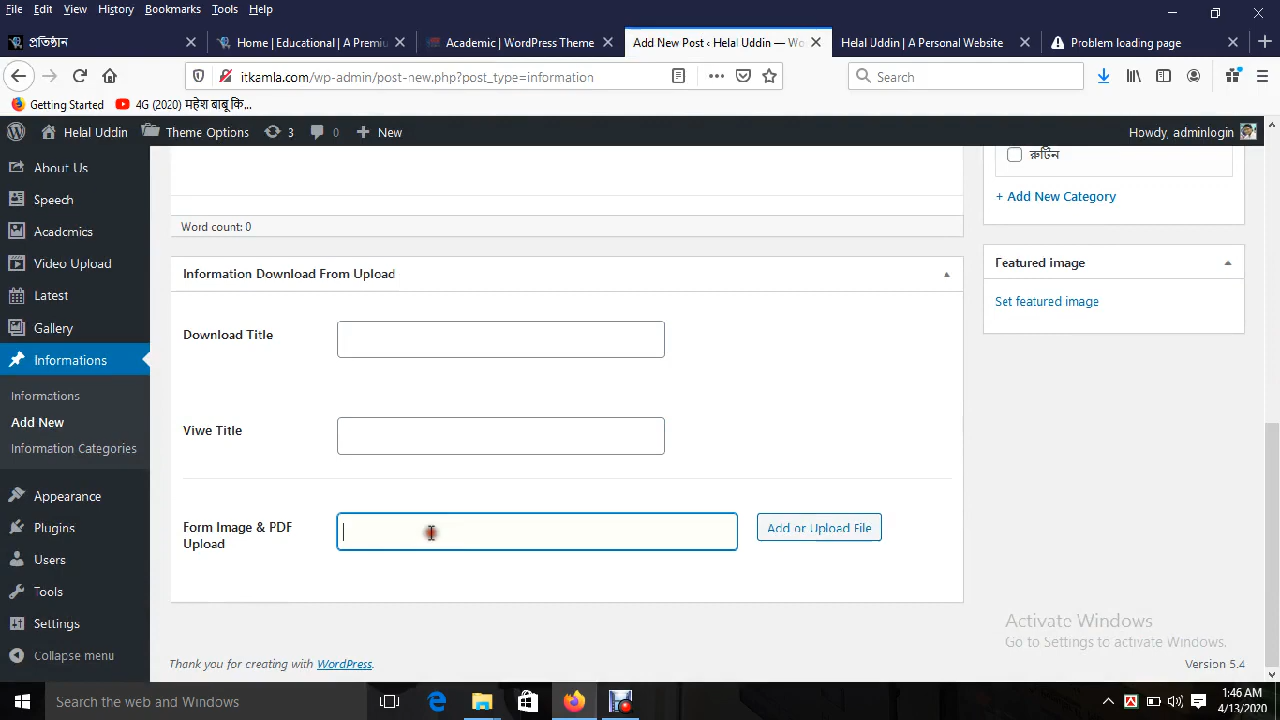 File Edit View History Bookmarks Tools Help
প্রতিষ্ঠান
Home | Educational | A Premiu
Academic | WordPress Theme
Add New Post ‹ Helal Uddin — Wo
Helal Uddin | A Personal Website
Problem loading page
itkamla.com/wp-admin/post-new.php?post_type=information
Search
Getting Started
4G (2020) महेश बाबू कि...
Helal Uddin
Theme Options
3
0
New
Howdy, adminlogin
About Us
রুটিন
Speech
+ Add New Category
Word count: 0
Academics
Video Upload
Information Download From Upload
Featured image
Latest
Set featured image
Gallery
Download Title
Informations
Informations
Add New
Viwe Title
Information Categories
Appearance
Plugins
Form Image & PDF
Upload
Add or Upload File
Users
Tools
Settings
Activate Windows
Go to Settings to activate Windows.
Collapse menu
Thank you for creating with WordPress.
Version 5.4
Search the web and Windows
1:46 AM
4/13/2020